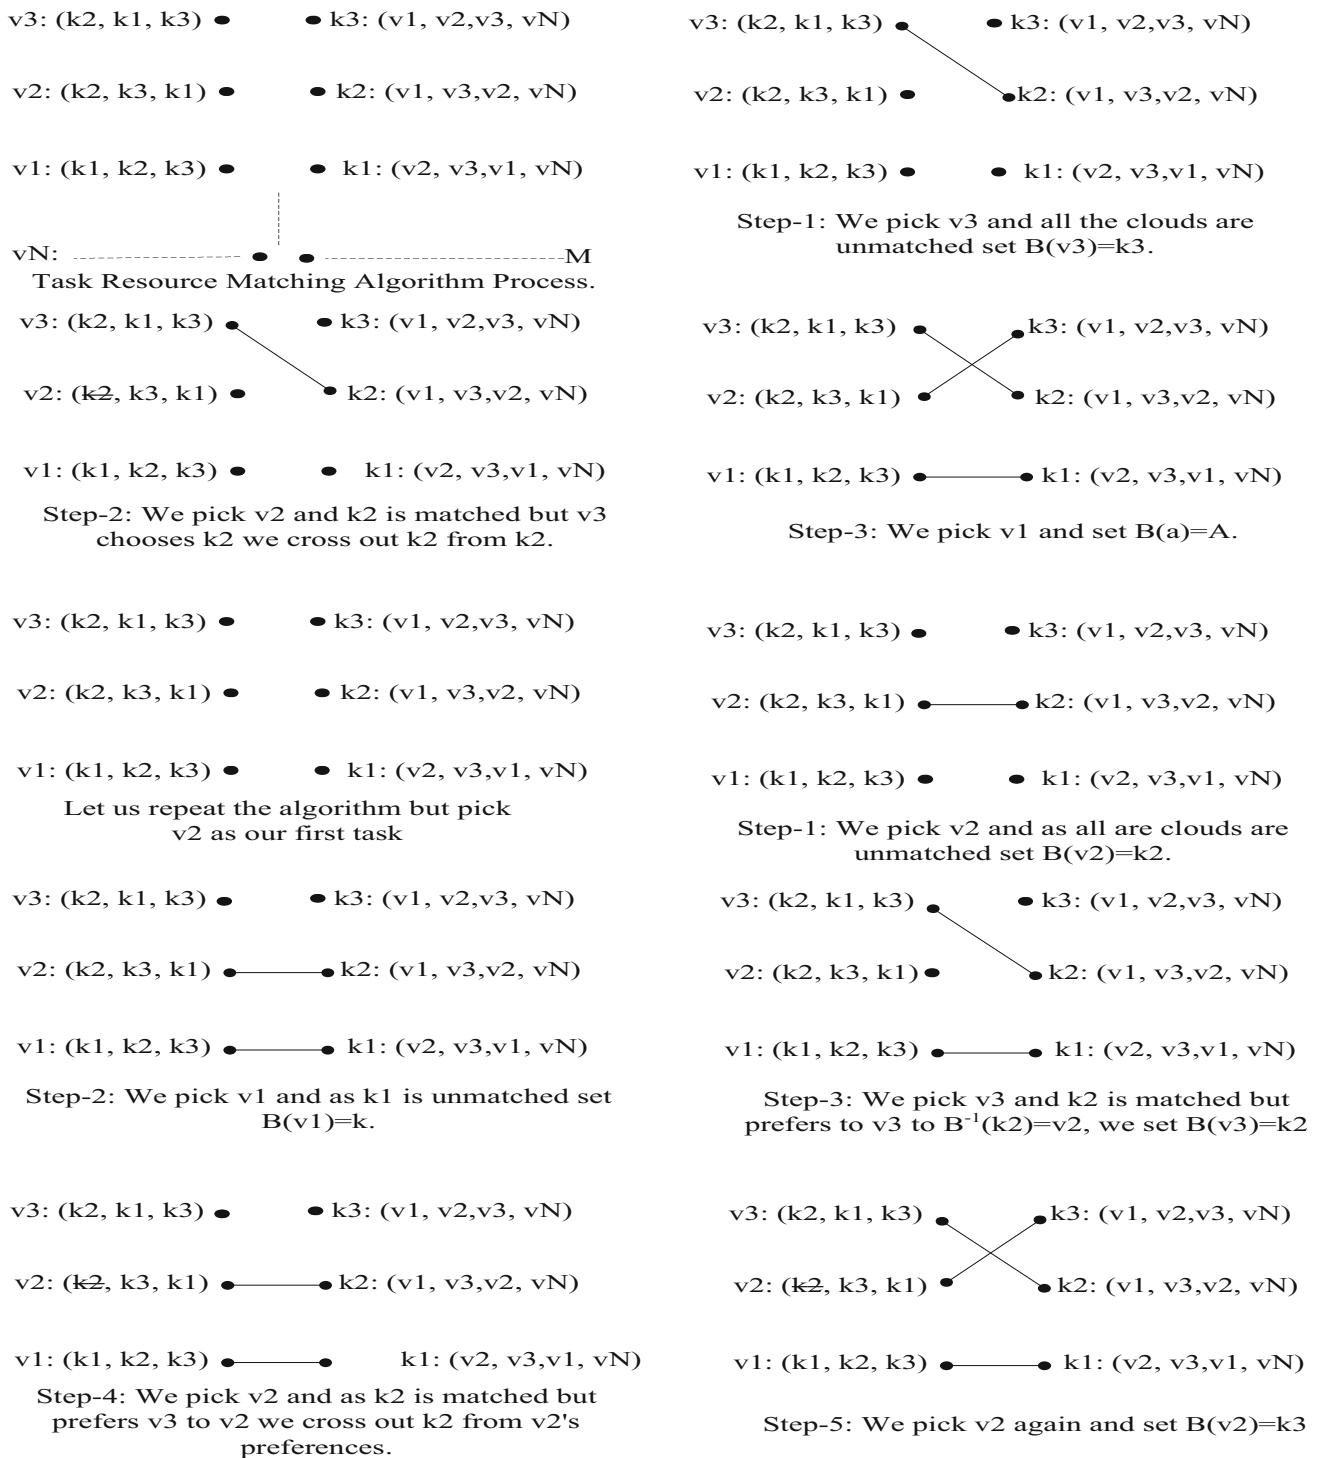 v3: (k2, k1, k3)
k3: (v1, v2,v3, vN)
v2: (k2, k3, k1)
k2: (v1, v3,v2, vN)
v1: (k1, k2, k3)
k1: (v2, v3,v1, vN)
vN:
M
Task Resource Matching Algorithm Process.
v3: (k2, k1, k3)
k3: (v1, v2,v3, vN)
v2: (k2, k3, k1)
k2: (v1, v3,v2, vN)
v1: (k1, k2, k3)
k1: (v2, v3,v1, vN)
Step-1: We pick v3 and all the clouds are
unmatched set B(v3)=k3.
v3: (k2, k1, k3)
k3: (v1, v2,v3, vN)
v2: (k2, k3, k1)
k2: (v1, v3,v2, vN)
v1: (k1, k2, k3)
k1: (v2, v3,v1, vN)
Step-2: We pick v2 and k2 is matched but v3
chooses k2 we cross out k2 from k2.
v3: (k2, k1, k3)
k3: (v1, v2,v3, vN)
v2: (k2, k3, k1)
k2: (v1, v3,v2, vN)
v1: (k1, k2, k3)
k1: (v2, v3,v1, vN)
Step-3: We pick v1 and set B(a)=A.
v3: (k2, k1, k3)
k3: (v1, v2,v3, vN)
v2: (k2, k3, k1)
k2: (v1, v3,v2, vN)
v1: (k1, k2, k3)
k1: (v2, v3,v1, vN)
Let us repeat the algorithm but pick
v2 as our first task
v3: (k2, k1, k3)
k3: (v1, v2,v3, vN)
v2: (k2, k3, k1)
k2: (v1, v3,v2, vN)
v1: (k1, k2, k3)
k1: (v2, v3,v1, vN)
Step-1: We pick v2 and as all are clouds are
unmatched set B(v2)=k2.
v3: (k2, k1, k3)
k3: (v1, v2,v3, vN)
v2: (k2, k3, k1)
k2: (v1, v3,v2, vN)
v1: (k1, k2, k3)
k1: (v2, v3,v1, vN)
Step-2: We pick v1 and as k1 is unmatched set
B(v1)=k.
v3: (k2, k1, k3)
k3: (v1, v2,v3, vN)
v2: (k2, k3, k1)
k2: (v1, v3,v2, vN)
v1: (k1, k2, k3)
k1: (v2, v3,v1, vN)
Step-3: We pick v3 and k2 is matched but
prefers to v3 to B⁻¹(k2)=v2, we set B(v3)=k2
v3: (k2, k1, k3)
k3: (v1, v2,v3, vN)
v2: (k2, k3, k1)
k2: (v1, v3,v2, vN)
v1: (k1, k2, k3)
k1: (v2, v3,v1, vN)
Step-4: We pick v2 and as k2 is matched but
prefers v3 to v2 we cross out k2 from v2's
preferences.
v3: (k2, k1, k3)
k3: (v1, v2,v3, vN)
v2: (k2, k3, k1)
k2: (v1, v3,v2, vN)
v1: (k1, k2, k3)
k1: (v2, v3,v1, vN)
Step-5: We pick v2 again and set B(v2)=k3